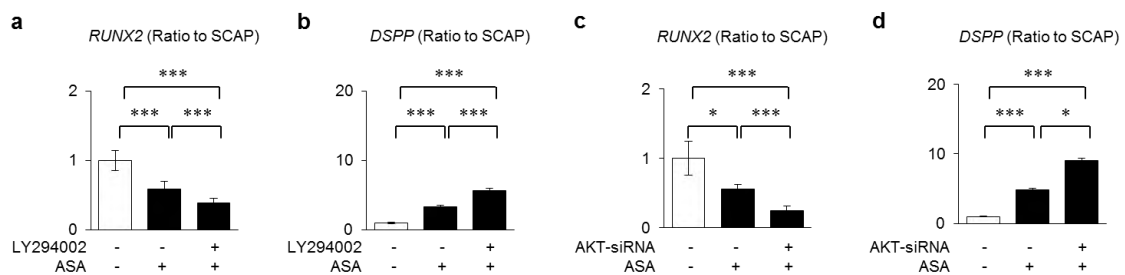 a
RUNX2 (Ratio to SCAP)
***
*** ***
2
1
0
LY294002 - - +
ASA - + +
b
DSPP (Ratio to SCAP)
***
*** ***
20
10
0
LY294002 - - +
ASA - + +
c
RUNX2 (Ratio to SCAP)
***
* ***
2
1
0
AKT-siRNA - - +
ASA - + +
d
DSPP (Ratio to SCAP)
***
*** *
20
10
0
AKT-siRNA - - +
ASA - + +